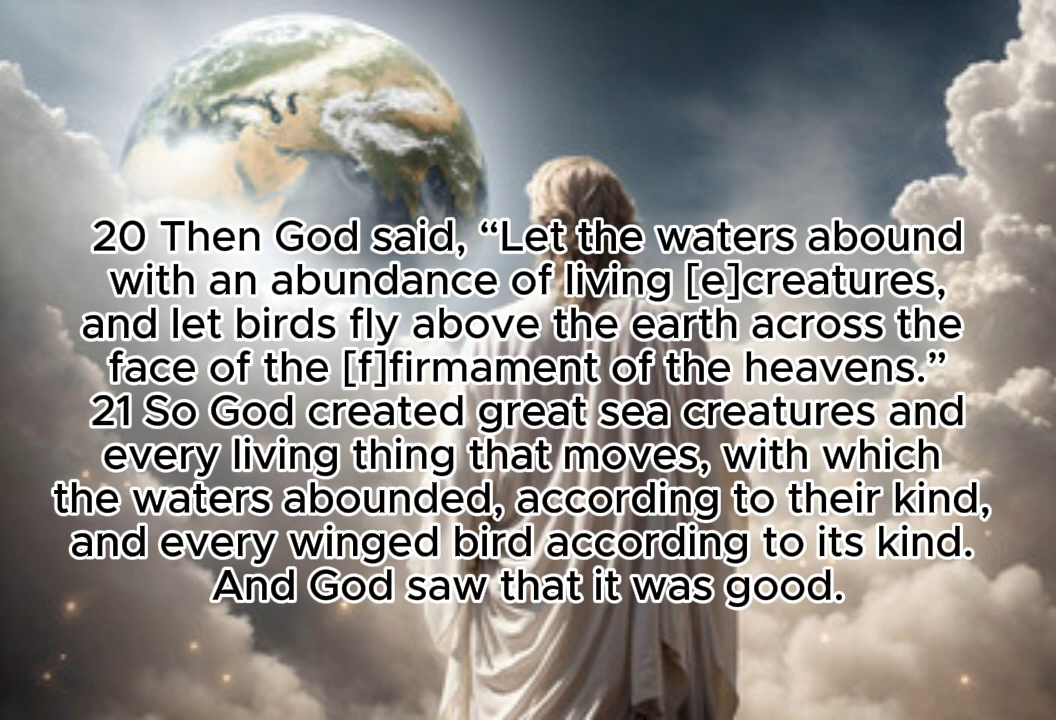 20 Then God said, “Let the waters abound
with an abundance of living [e]creatures,
and let birds fly above the earth across the
face of the [f]firmament of the heavens.”
21 So God created great sea creatures and
every living thing that moves, with which
the waters abounded, according to their kind,
and every winged bird according to its kind.
And God saw that it was good.